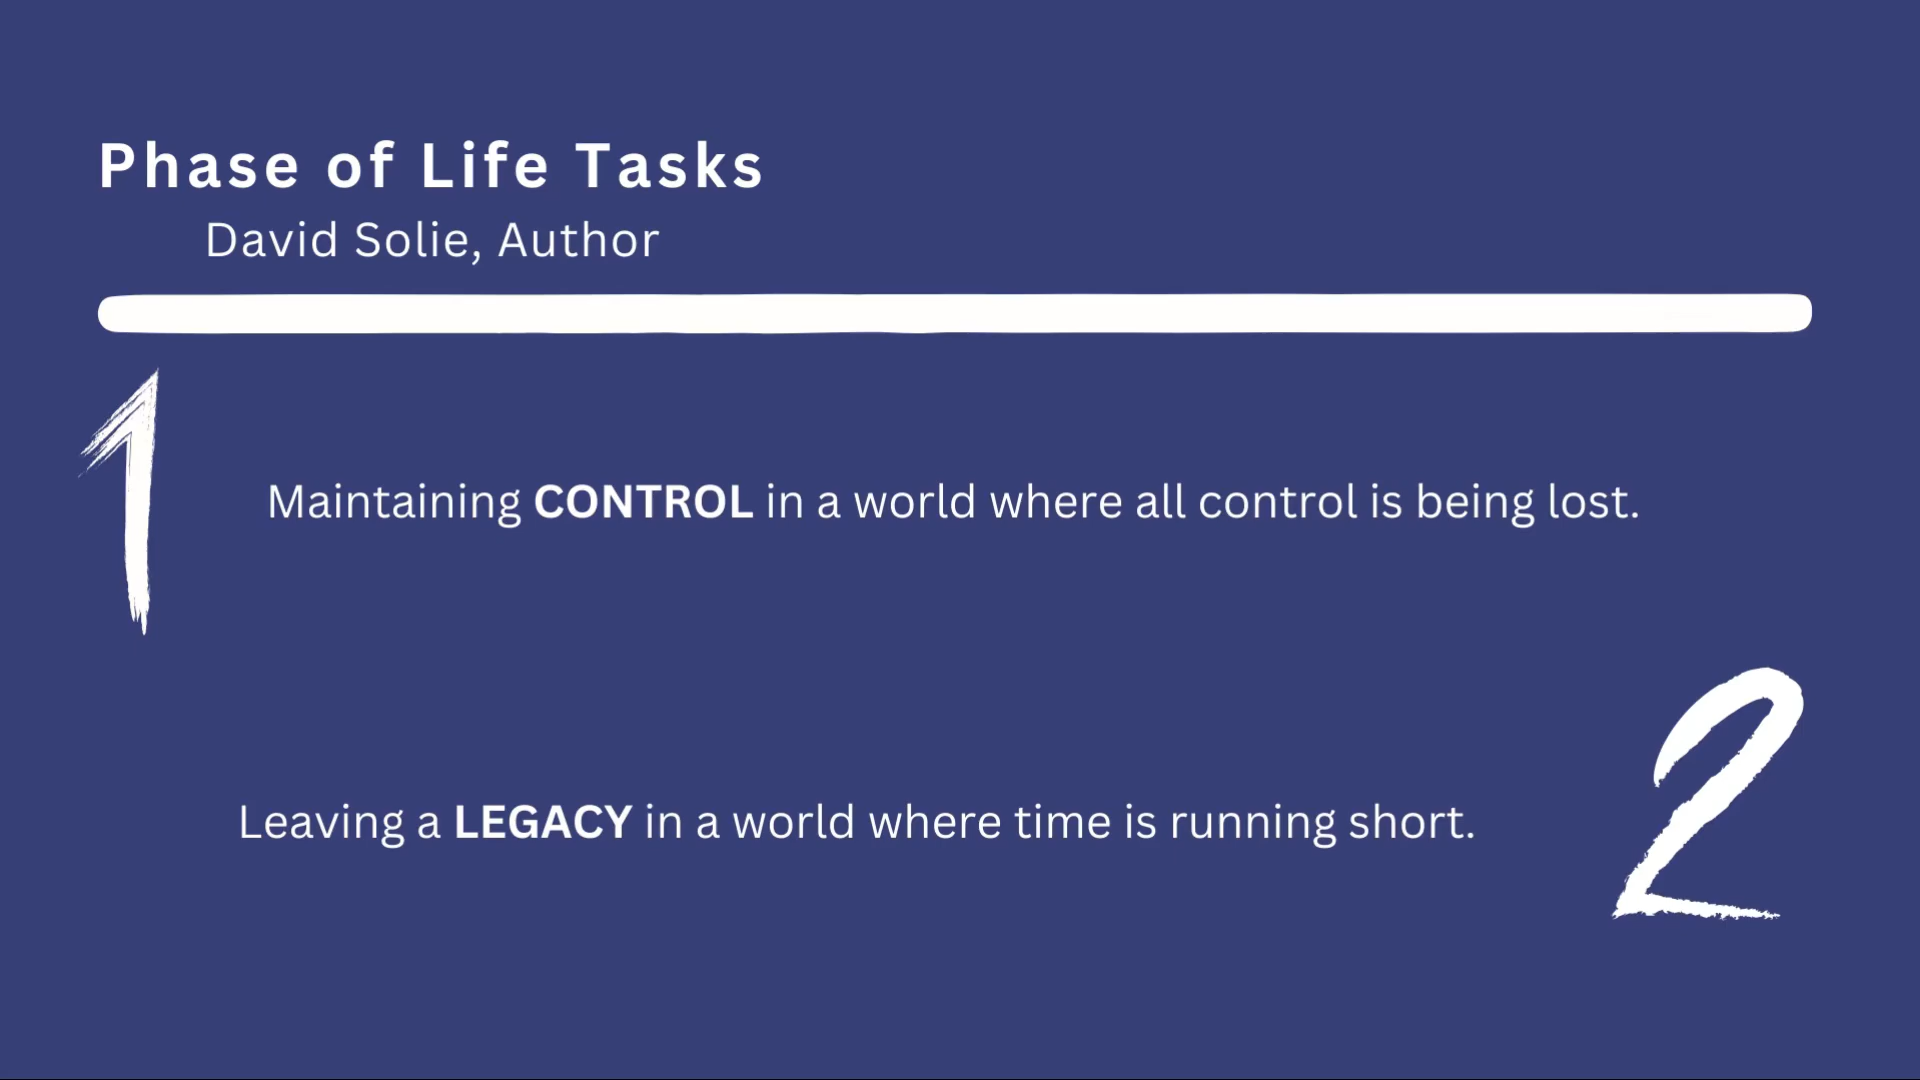 Phase of Life Tasks
David Solie, Author
1
Maintaining CONTROL in a world where all control is being lost.
Leaving a LEGACY in a world where time is running short.
2